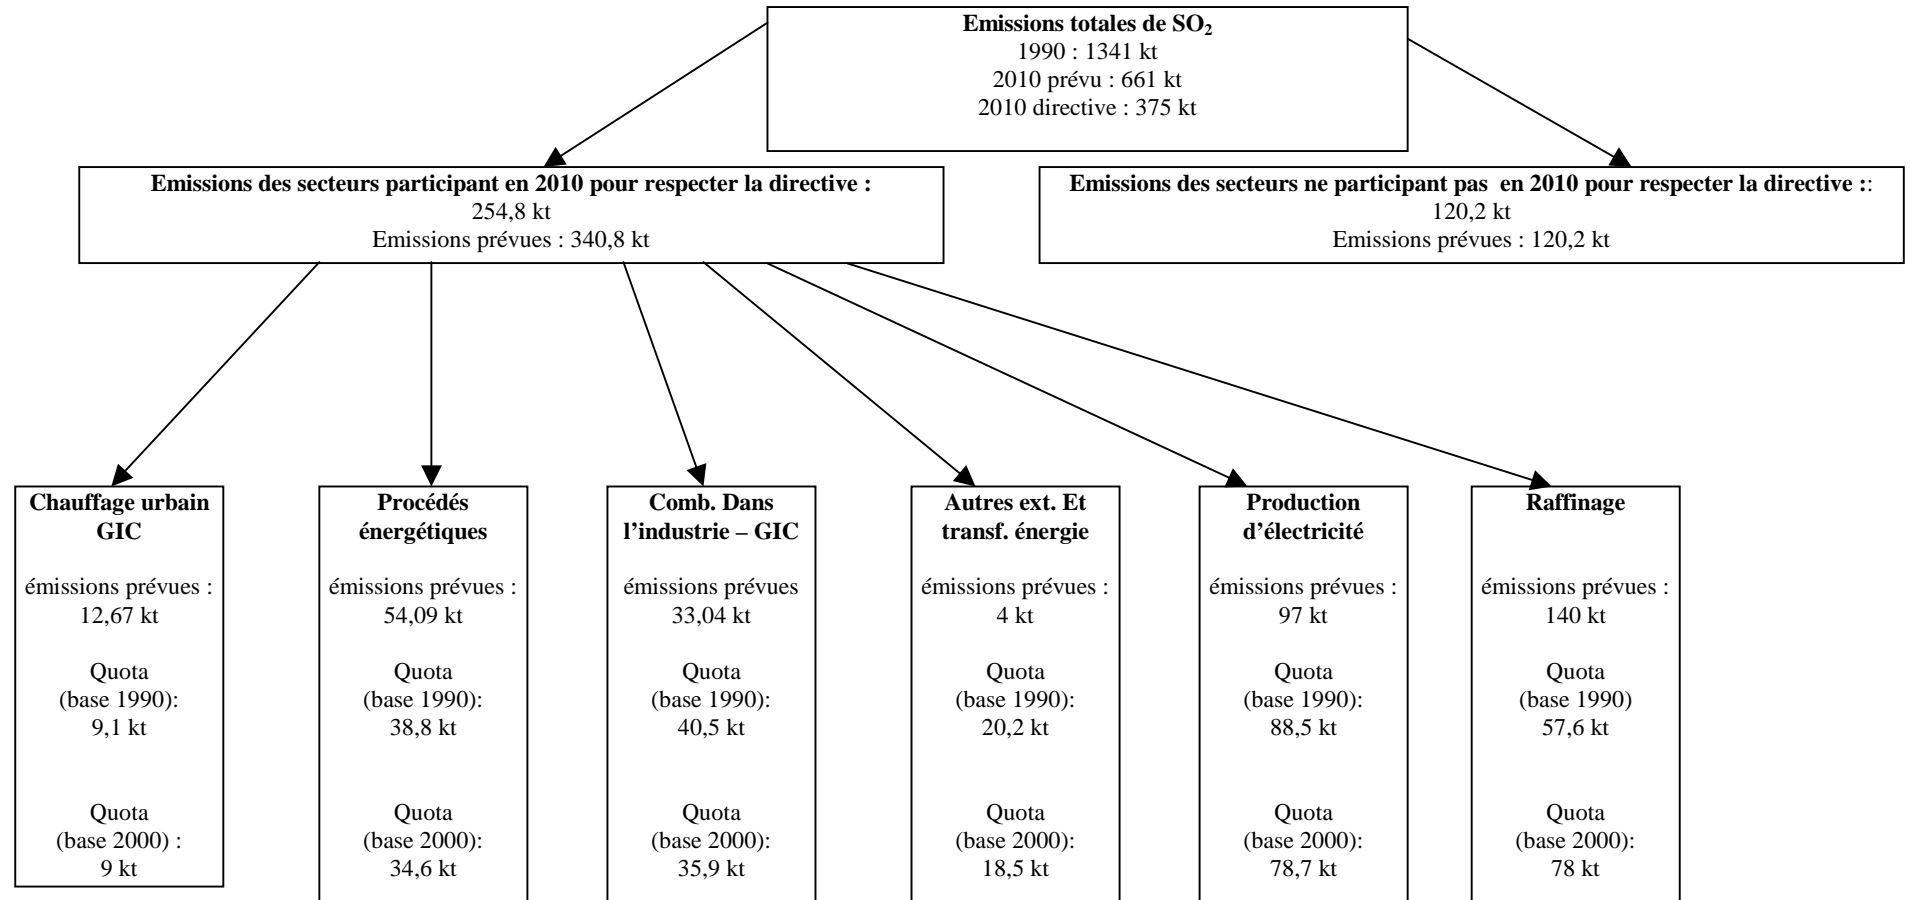 Emissions totales de SO₂
1990 : 1341 kt
2010 prévu : 661 kt
2010 directive : 375 kt
Emissions des secteurs participant en 2010 pour respecter la directive :
254,8 kt
Emissions prévues : 340,8 kt
Emissions des secteurs ne participant pas  en 2010 pour respecter la directive ::
120,2 kt
Emissions prévues : 120,2 kt
Chauffage urbain
GIC
émissions prévues :
12,67 kt
Quota
(base 1990):
9,1 kt
Quota
(base 2000) :
9 kt
Procédés
énergétiques
émissions prévues :
54,09 kt
Quota
(base 1990):
38,8 kt
Quota
(base 2000):
34,6 kt
Comb. Dans
l’industrie – GIC
émissions prévues
33,04 kt
Quota
(base 1990):
40,5 kt
Quota
(base 2000):
35,9 kt
Autres ext. Et
transf. énergie
émissions prévues :
4 kt
Quota
(base 1990):
20,2 kt
Quota
(base 2000):
18,5 kt
Production
d’électricité
émissions prévues :
97 kt
Quota
(base 1990):
88,5 kt
Quota
(base 2000):
78,7 kt
Raffinage
émissions prévues :
140 kt
Quota
(base 1990)
57,6 kt
Quota
(base 2000):
78 kt